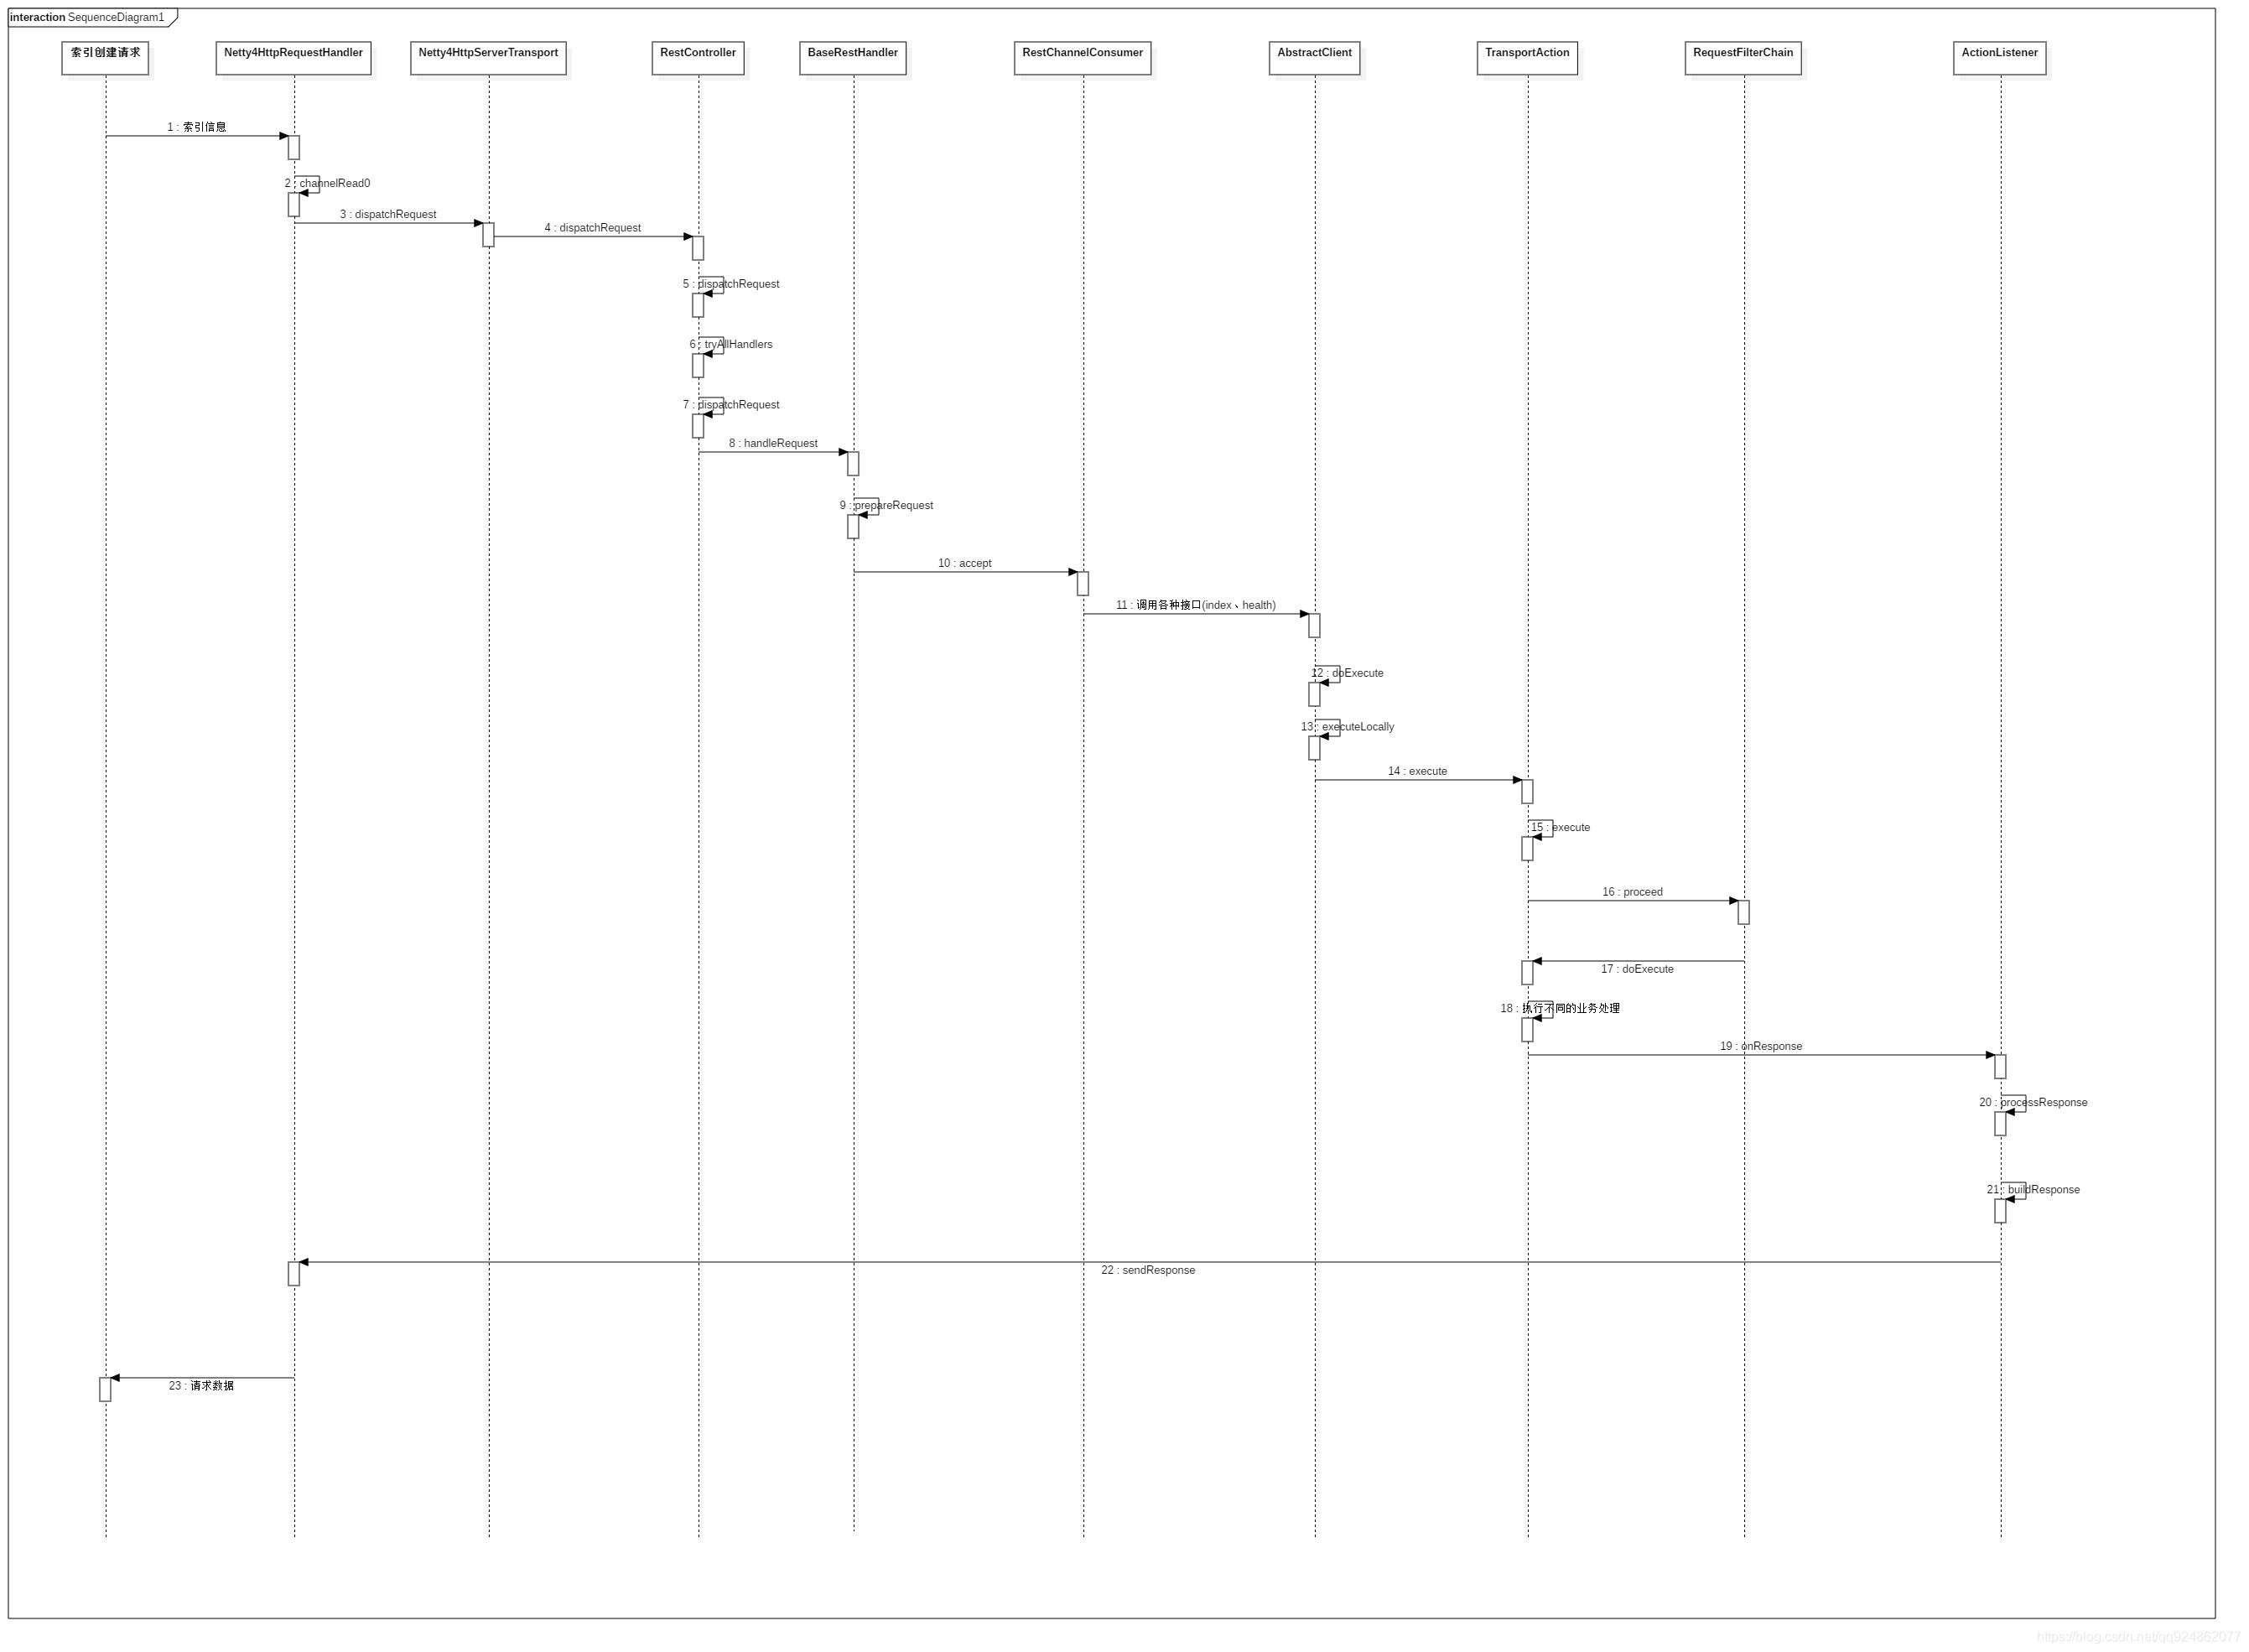 interaction SequenceDiagram1
索引创建请求
Netty4HttpRequestHandler
Netty4HttpServerTransport
RestController
BaseRestHandler
RestChannelConsumer
AbstractClient
TransportAction
RequestFilterChain
ActionListener
1 : 索引信息
2 : channelRead0
3 : dispatchRequest
4 : dispatchRequest
5 : dispatchRequest
6 : tryAllHandlers
7 : dispatchRequest
8 : handleRequest
9 : prepareRequest
10 : accept
11 : 调用各种接口(index、health)
12 : doExecute
13 : executeLocally
14 : execute
15 : execute
16 : proceed
17 : doExecute
18 : 执行不同的业务处理
19 : onResponse
20 : processResponse
21 : buildResponse
22 : sendResponse
23 : 请求数据
https://blog.csdn.net/qq924862077